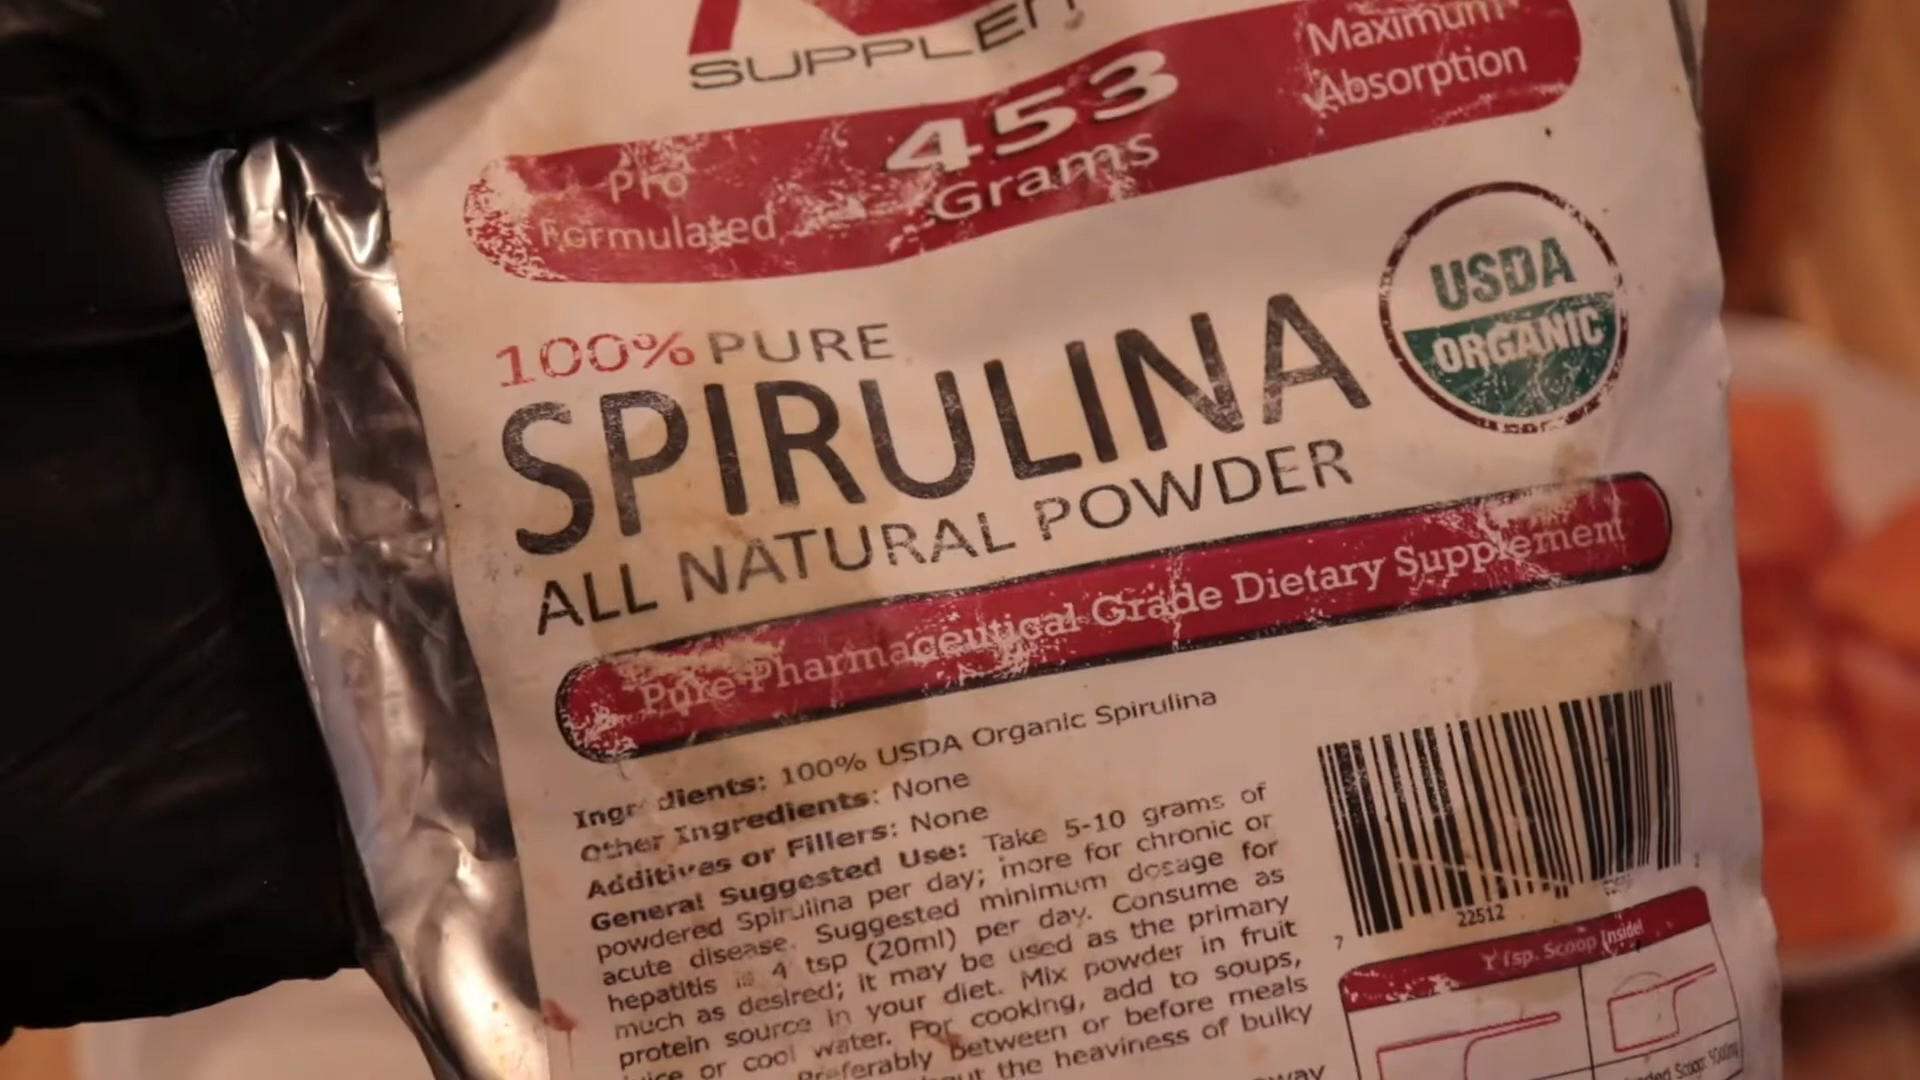 453
Grams
Pro
Formulated
Maximum
Absorption
100% PURE
SPIRULINA
ALL NATURAL POWDER
USDA
ORGANIC
Pure Pharmaceutical Grade Dietary Supplement
Ingredients: 100% USDA Organic Spirulina
Other Ingredients: None
Additives or Fillers: None
General Suggested Use: Take 5-10 grams of
powdered Spirulina per day; more for chronic or
acute disease. Suggested minimum dosage for
hepatitis is 4 tsp (20ml) per day. Consume as
much as desired; it may be used as the primary
protein source in your diet. Mix powder in fruit
juice or cool water. For cooking, add to soups,
Preferably between or before meals
the heaviness of bulky
7 22512
Tsp. Scoop Inside!